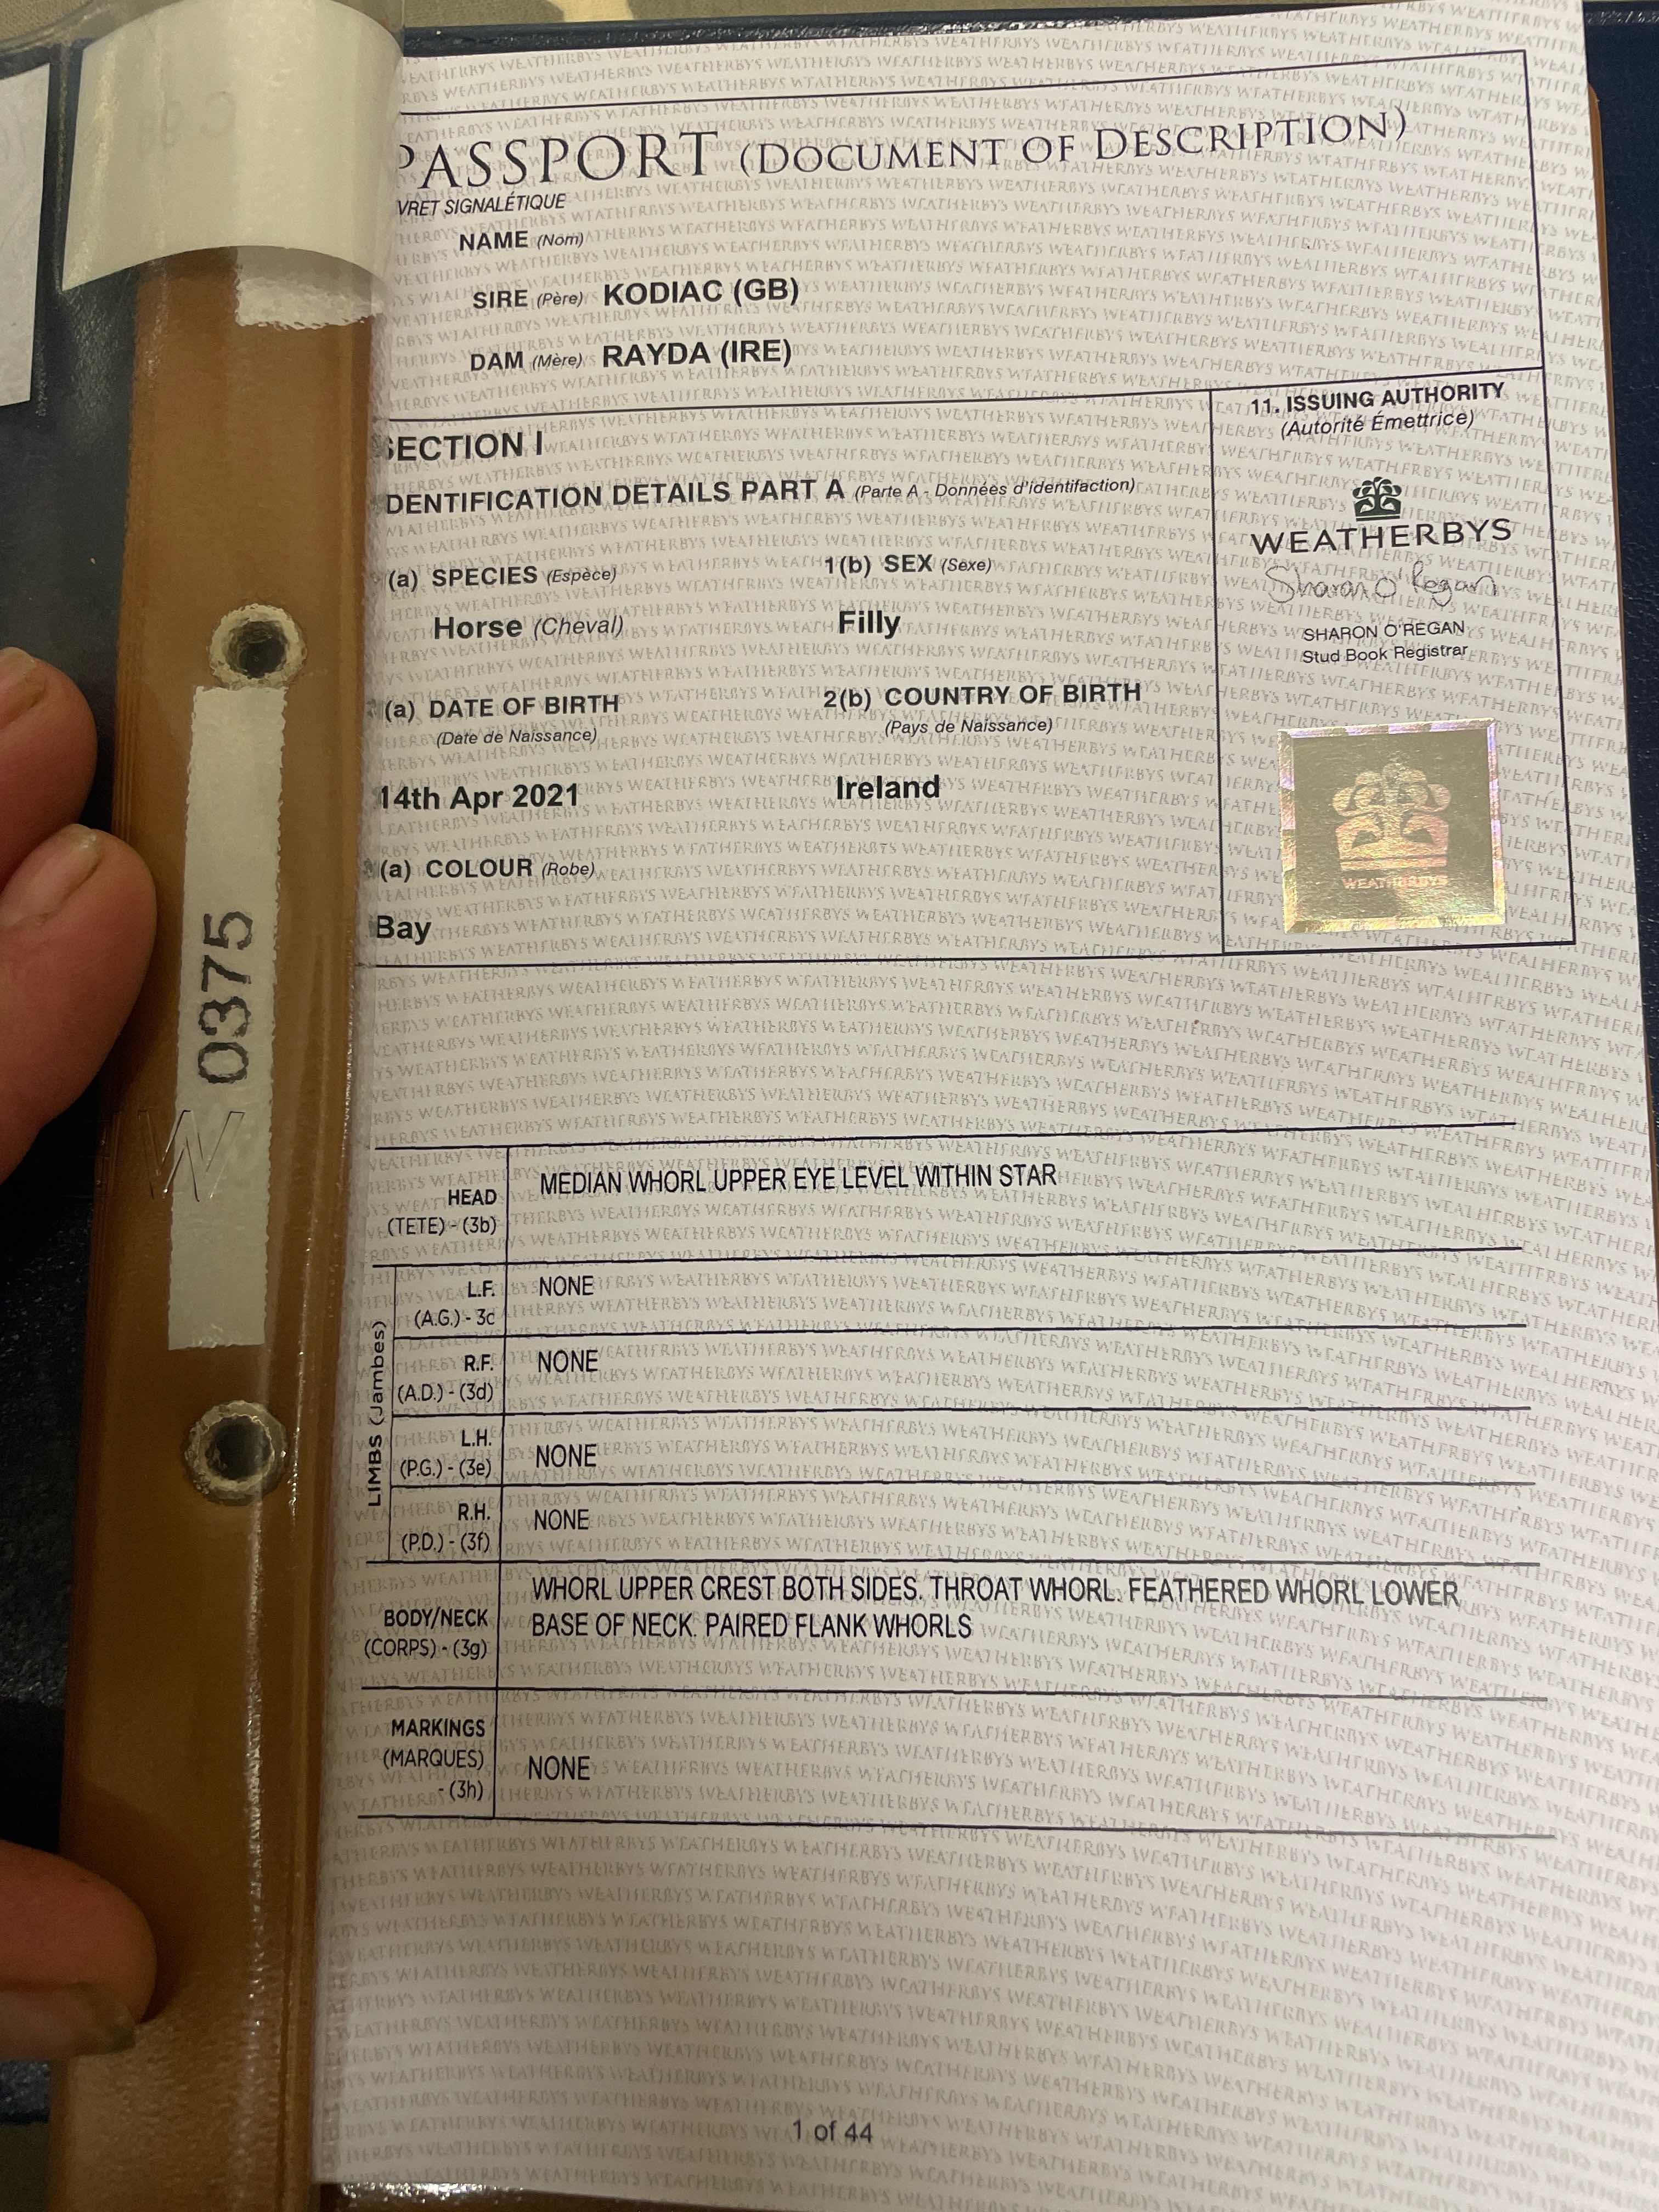 PASSPORT (DOCUMENT OF DESCRIPTION)
VRET SIGNALÉTIQUE
NAME (Nom)
SIRE (Père) KODIAC (GB)
DAM (Mère) RAYDA (IRE)
SECTION I
DENTIFICATION DETAILS PART A (Parte A - Données d'identifaction)
(a) SPECIES (Espèce)
Horse (Cheval)
1(b) SEX (Sexe)
Filly
(a) DATE OF BIRTH
(Date de Naissance)
14th Apr 2021
2(b) COUNTRY OF BIRTH
(Pays de Naissance)
Ireland
(a) COLOUR (Robe)
Bay
11. ISSUING AUTHORITY
(Autorité Émettrice)
WEATHERBYS
Sharon O'Regan
SHARON O'REGAN
Stud Book Registrar
WEATHERBYS
0375
W
HEAD
(TETE) - (3b)
MEDIAN WHORL UPPER EYE LEVEL WITHIN STAR
LIMBS (Jambes)
L.F.
(A.G.) - 3c
NONE
R.F.
(A.D.) - (3d)
NONE
L.H.
(P.G.) - (3e)
NONE
R.H.
(P.D.) - (3f)
NONE
BODY/NECK
(CORPS) - (3g)
WHORL UPPER CREST BOTH SIDES. THROAT WHORL. FEATHERED WHORL LOWER
BASE OF NECK. PAIRED FLANK WHORLS
MARKINGS
(MARQUES)
- (3h)
NONE
1 of 44